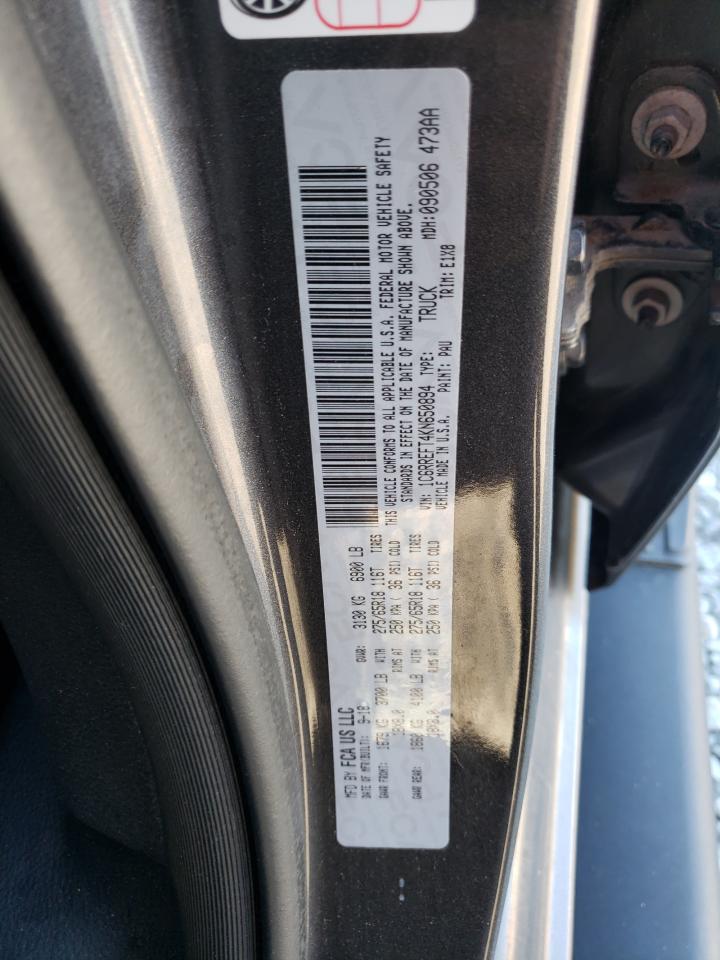 MFD BY FCA US LLC
DATE OF MFR(BUILT): 9-18 GVWR: 3130 KG 6900 LB
GAWR FRONT: 1678 KG 3700 LB WITH 275/65R18 116T TIRES
18X8.0 RIMS AT 250 KPA ( 36 PSI) COLD
GAWR REAR: 1860 KG 4100 LB WITH 275/65R18 116T TIRES
18X8.0 RIMS AT 250 KPA ( 36 PSI) COLD
THIS VEHICLE CONFORMS TO ALL APPLICABLE U.S.A. FEDERAL MOTOR VEHICLE SAFETY
STANDARDS IN EFFECT ON THE DATE OF MANUFACTURE SHOWN ABOVE.
VIN: 1C6RREFT4KN650894 TYPE: TRUCK MDH:090506 473AA
VEHICLE MADE IN U.S.A. PAINT: PAU TRIM: E1X8